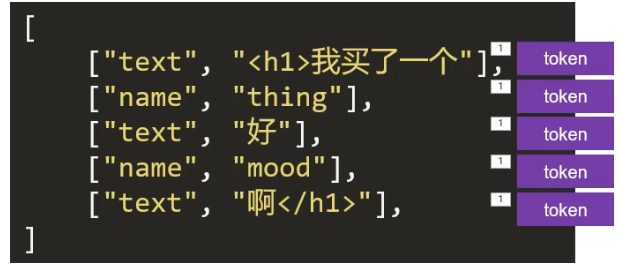 [
["text", "<h1>我买了一个"], 1 token
["name", "thing"], 1 token
["text", "好"], 1 token
["name", "mood"], 1 token
["text", "啊</h1>"], 1 token
]